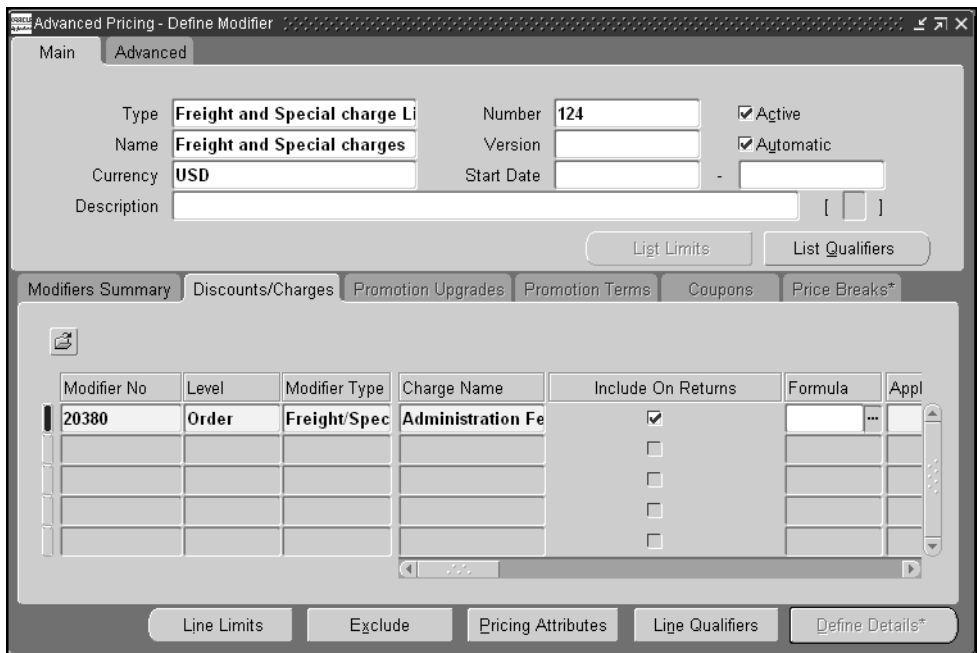 Advanced Pricing - Define Modifier
Main Advanced
Type Freight and Special charge Li Number 124 Active
Name Freight and Special charges Version Automatic
Currency USD Start Date -
Description [ ]
List Limits List Qualifiers
Modifiers Summary Discounts/Charges Promotion Upgrades Promotion Terms Coupons Price Breaks*
Modifier No Level Modifier Type Charge Name Include On Returns Formula Appl
20380 Order Freight/Spec Administration Fe ...
Line Limits Exclude Pricing Attributes Line Qualifiers Define Details*